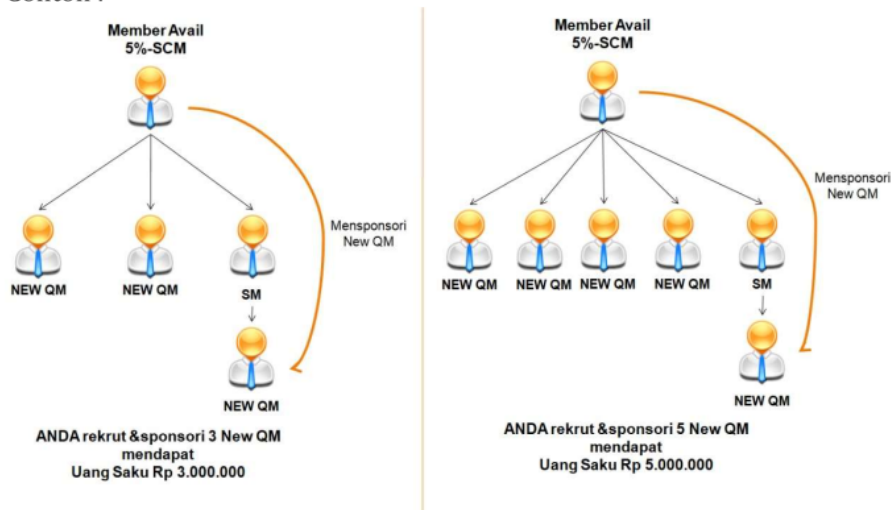 Member Avail
5%-SCM
Mensponsori
New QM
NEW QM
NEW QM
SM
NEW QM
ANDA rekrut &sponsori 3 New QM
mendapat
Uang Saku Rp 3.000.000
Member Avail
5%-SCM
Mensponsori
New QM
NEW QM
NEW QM
NEW QM
NEW QM
SM
NEW QM
ANDA rekrut &sponsori 5 New QM
mendapat
Uang Saku Rp 5.000.000